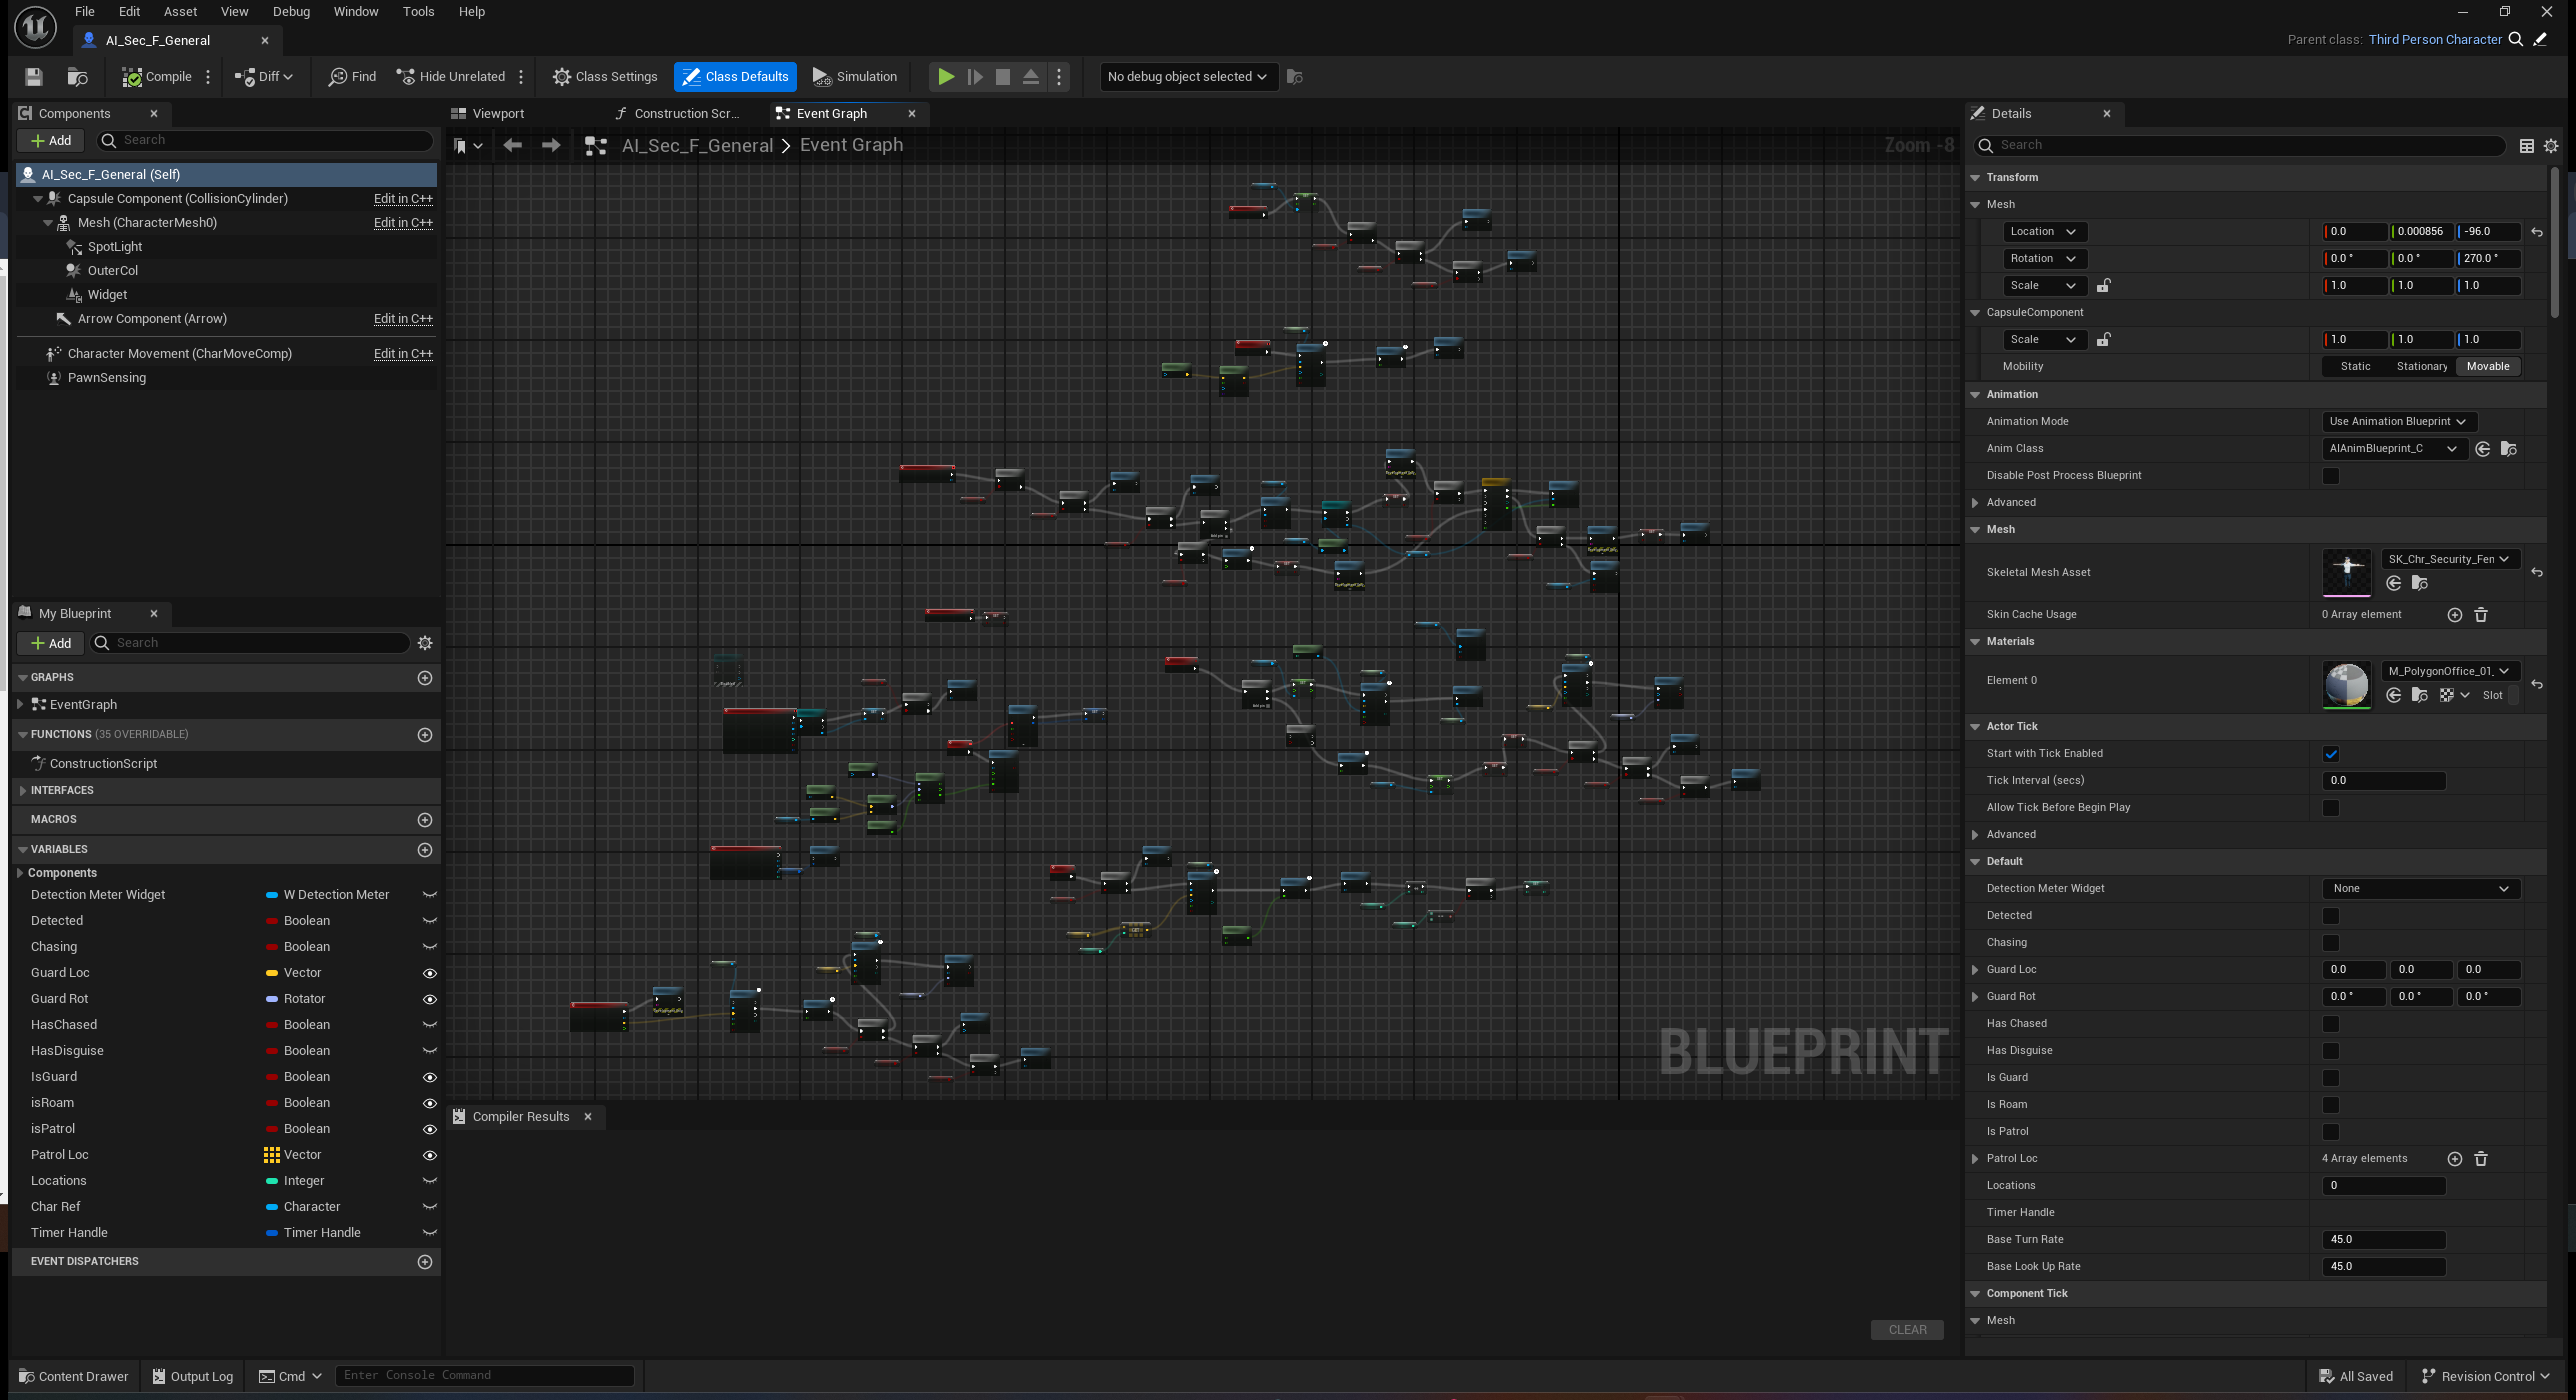 File Edit Asset View Debug Window Tools Help
AI_Sec_F_General
Parent class: Third Person Character
Compile Diff Find Hide Unrelated Class Settings Class Defaults Simulation No debug object selected
Components
Add Search
AI_Sec_F_General (Self)
Capsule Component (CollisionCylinder) Edit in C++
Mesh (CharacterMesh0) Edit in C++
SpotLight
OuterCol
Widget
Arrow Component (Arrow) Edit in C++
Character Movement (CharMoveComp) Edit in C++
PawnSensing
My Blueprint
Add Search
GRAPHS
EventGraph
FUNCTIONS (35 OVERRIDABLE)
ConstructionScript
INTERFACES
MACROS
VARIABLES
Components
Detection Meter Widget W Detection Meter
Detected Boolean
Chasing Boolean
Guard Loc Vector
Guard Rot Rotator
HasChased Boolean
HasDisguise Boolean
IsGuard Boolean
isRoam Boolean
isPatrol Boolean
Patrol Loc Vector
Locations Integer
Char Ref Character
Timer Handle Timer Handle
EVENT DISPATCHERS
Viewport Construction Scr... Event Graph
AI_Sec_F_General > Event Graph Zoom -8
BLUEPRINT
Compiler Results
CLEAR
Details
Search
Transform
Mesh
Location 0.0 0.000856 -96.0
Rotation 0.0 ° 0.0 ° 270.0 °
Scale 1.0 1.0 1.0
CapsuleComponent
Scale 1.0 1.0 1.0
Mobility Static Stationary Movable
Animation
Animation Mode Use Animation Blueprint
Anim Class AIAnimBlueprint_C
Disable Post Process Blueprint
Advanced
Mesh
Skeletal Mesh Asset SK_Chr_Security_Fem
Skin Cache Usage 0 Array element
Materials
Element 0 M_PolygonOffice_01_
Slot
Actor Tick
Start with Tick Enabled
Tick Interval (secs) 0.0
Allow Tick Before Begin Play
Advanced
Default
Detection Meter Widget None
Detected
Chasing
Guard Loc 0.0 0.0 0.0
Guard Rot 0.0 ° 0.0 ° 0.0 °
Has Chased
Has Disguise
Is Guard
Is Roam
Is Patrol
Patrol Loc 4 Array elements
Locations 0
Timer Handle
Base Turn Rate 45.0
Base Look Up Rate 45.0
Component Tick
Mesh
Content Drawer Output Log Cmd Enter Console Command All Saved Revision Control